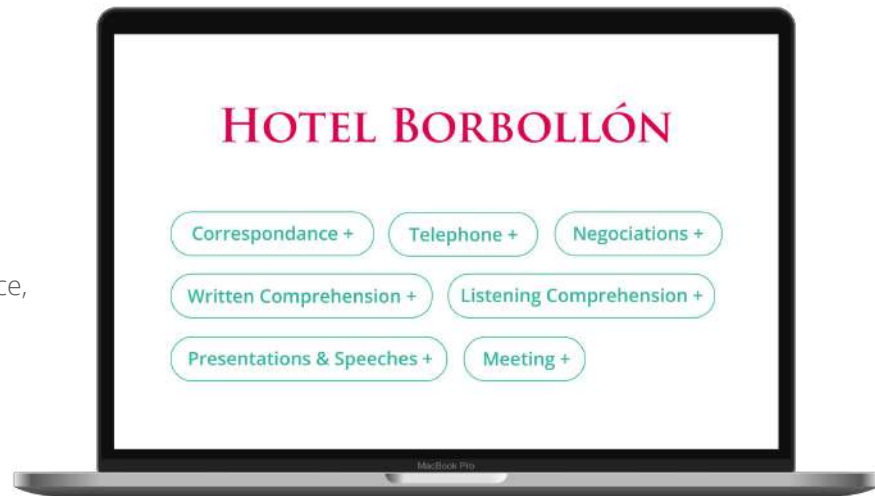 HOTEL BORBOLLÓN
Correspondance + Telephone + Negociations +
ce,
Written Comprehension + Listening Comprehension +
Presentations & Speeches + Meeting +
MacBook Pro